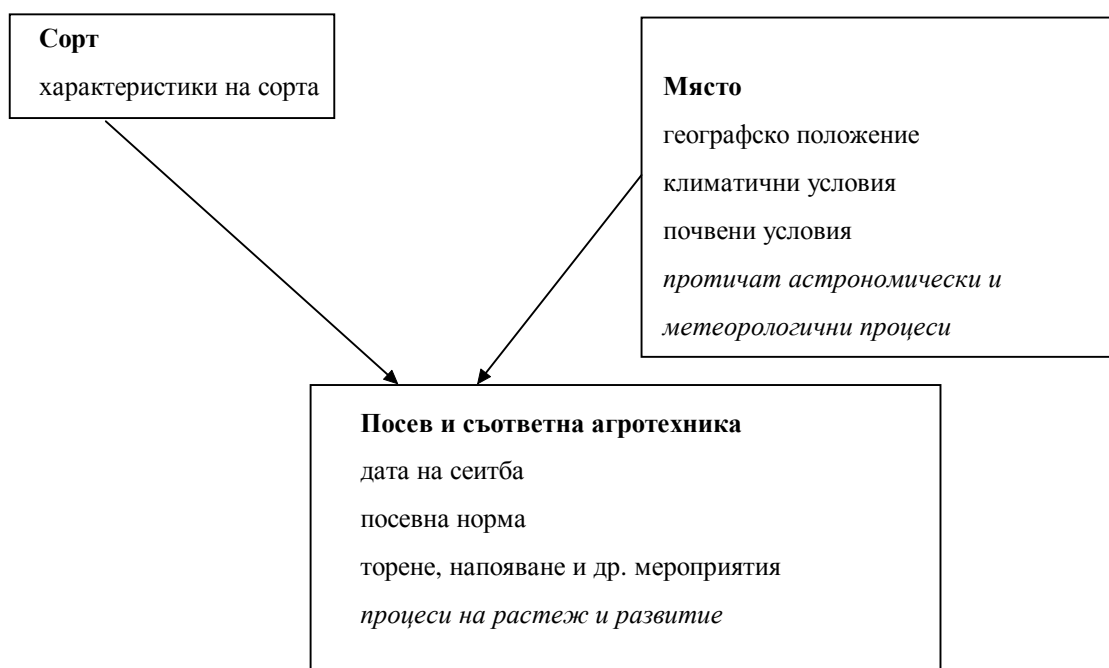 Сорт
характеристики на сорта
Място
географско положение
климатични условия
почвени условия
протичат астрономически и
метеорологични процеси
Посев и съответна агротехника
дата на сеитба
посевна норма
торене, напояване и др. мероприятия
процеси на растеж и развитие